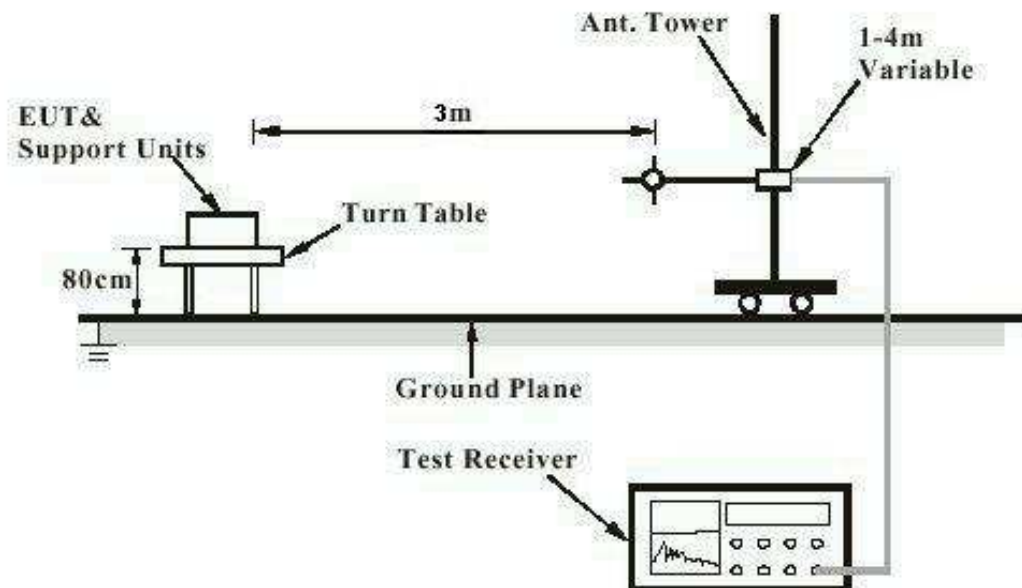 Ant. Tower
1-4m
Variable
EUT&
Support Units
3m
Turn Table
80cm
Ground Plane
Test Receiver